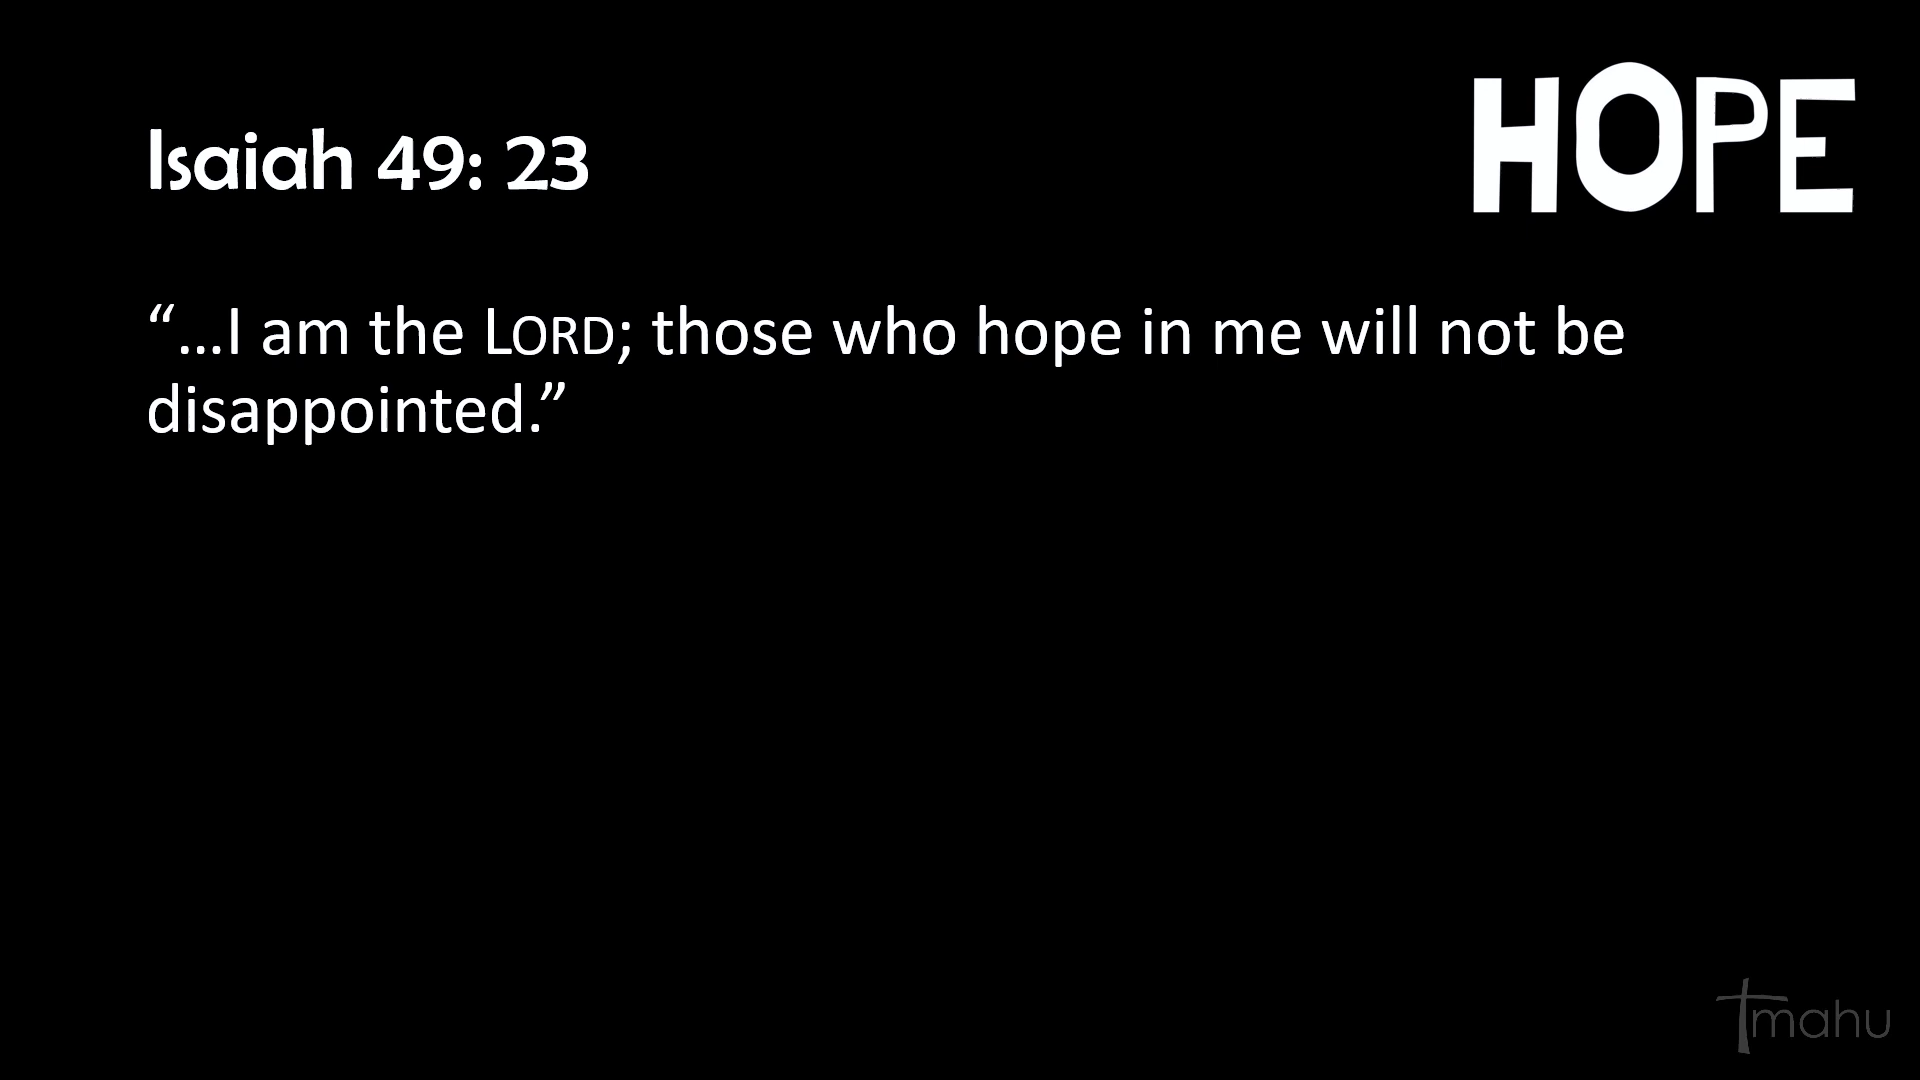 HOPE
Isaiah 49: 23
“…I am the LORD; those who hope in me will not be
disappointed.”
mahu